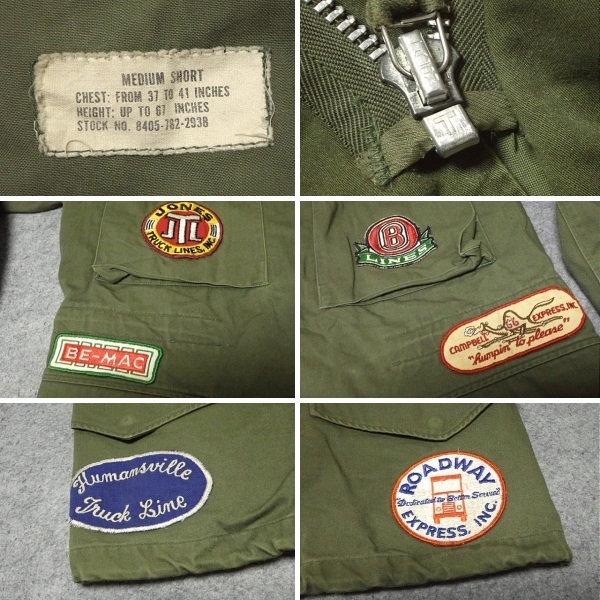 MEDIUM SHORT
CHEST: FROM 37 TO 41 INCHES
HEIGHT: UP TO 67 INCHES
STOCK NO. 8405-782-2938
JONES
JTL
TRUCK LINES, INC.
B
LINES
BE-MAC
CAMPBELL 66 EXPRESS, INC.
"humpin' to please"
Humansville
Truck Line
ROADWAY
"Dedicated to Better Service"
EXPRESS, INC.